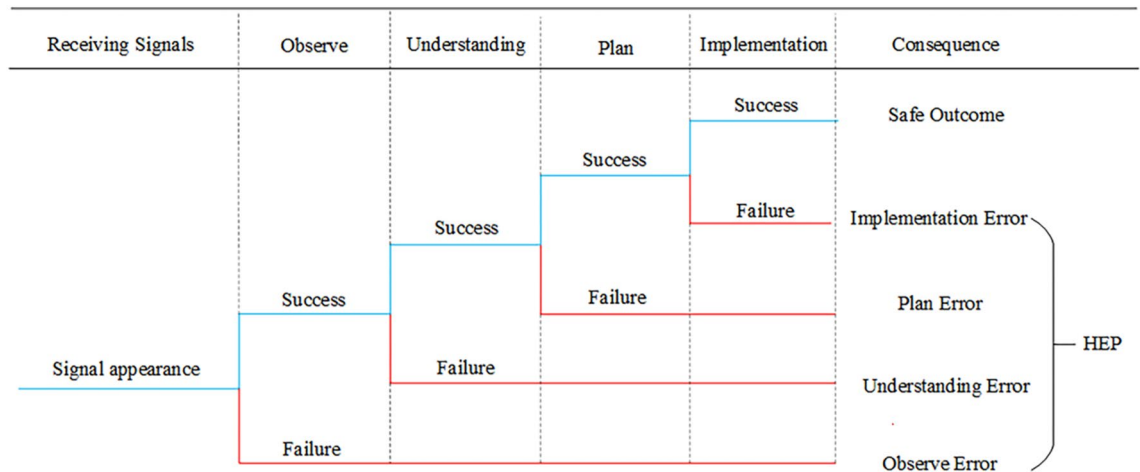 Receiving Signals Observe Understanding Plan Implementation Consequence
Success Safe Outcome
Success
Failure Implementation Error
Success
Failure Plan Error
Success
HEP
Signal appearance Failure Understanding Error
Failure Observe Error